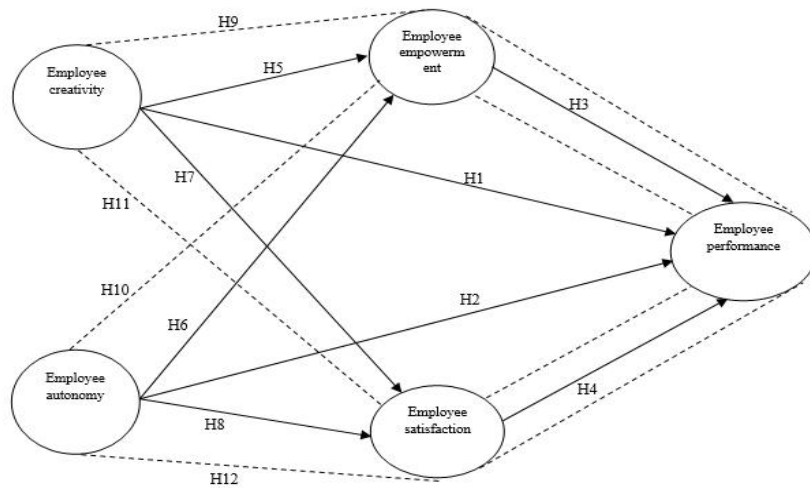 H9
Employee
empowerm
ent
Employee
creativity
H5
H3
H7
H1
H11
Employee
performance
H10
H6
H2
Employee
autonomy
H4
H8
Employee
satisfaction
H12